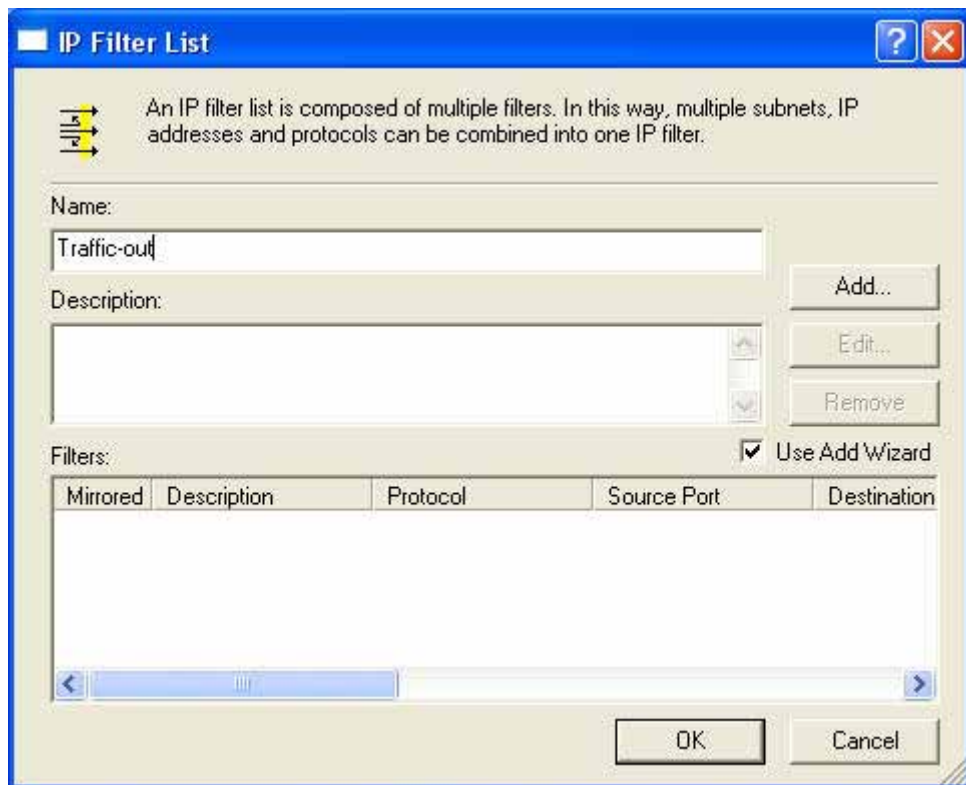 IP Filter List
An IP filter list is composed of multiple filters. In this way, multiple subnets, IP
addresses and protocols can be combined into one IP filter.
Name:
Traffic-out
Add...
Description:
Edit...
Remove
Filters:
Use Add Wizard
Mirrored Description Protocol Source Port Destination
OK Cancel